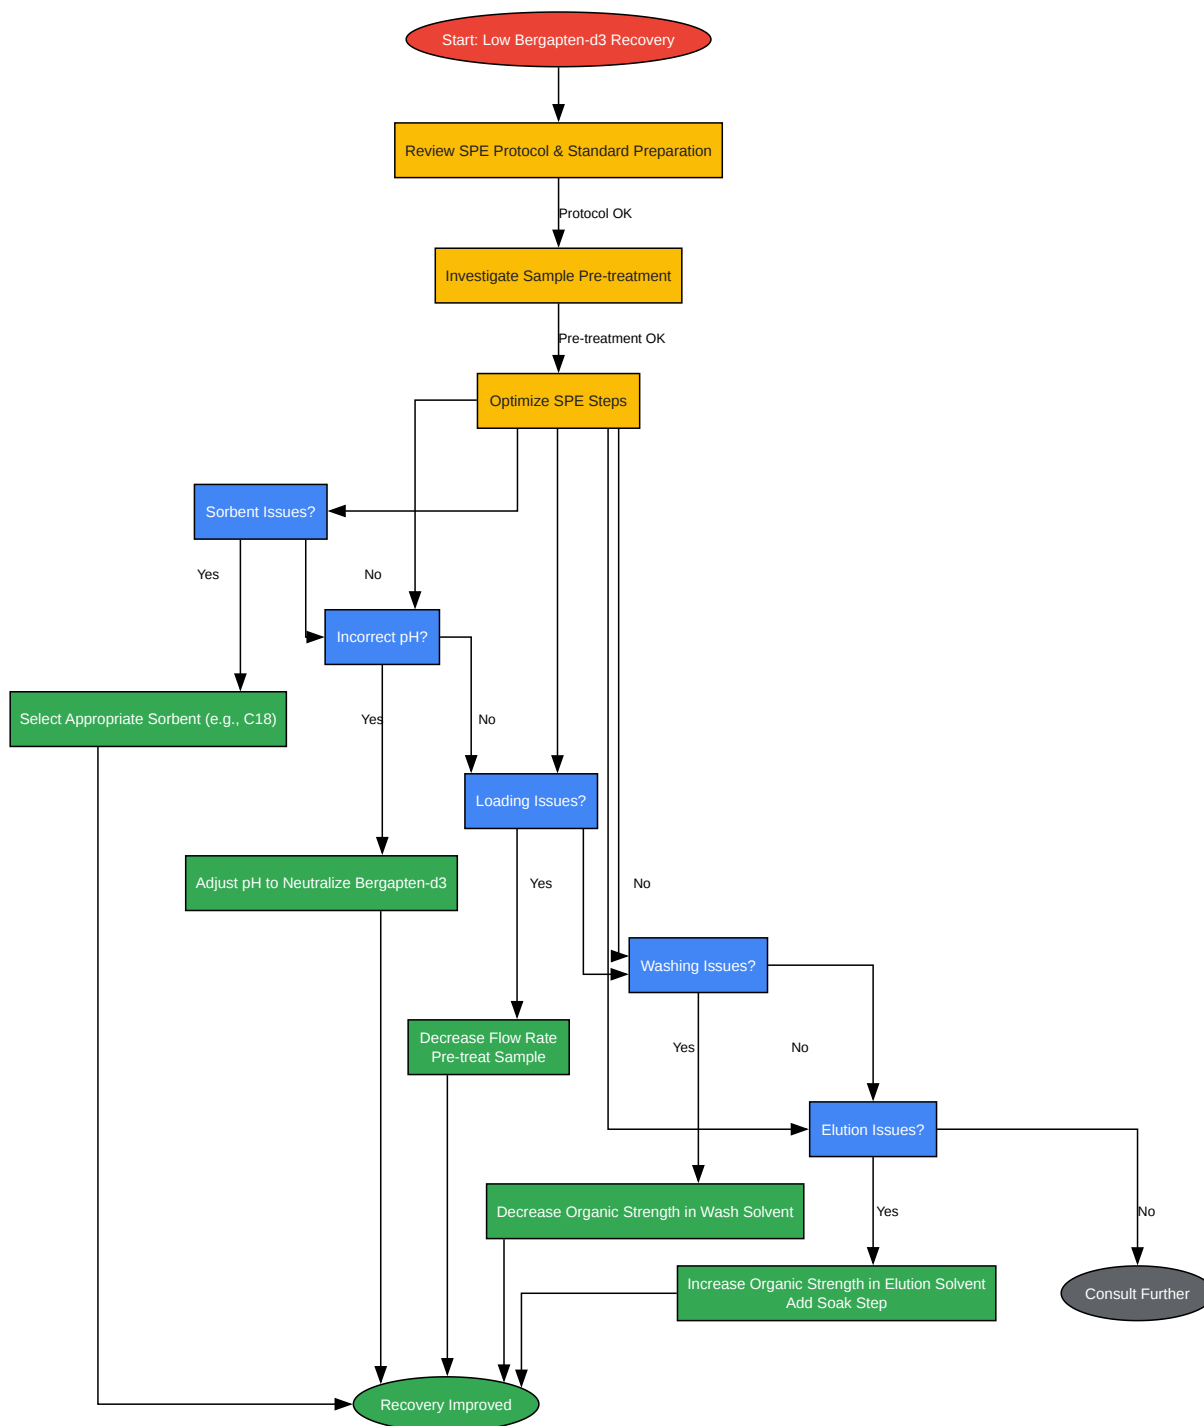 Start: Low Bergapten-d3 Recovery
Review SPE Protocol & Standard Preparation
Protocol OK
Investigate Sample Pre-treatment
Pre-treatment OK
Optimize SPE Steps
Sorbent Issues?
Yes
No
Incorrect pH?
Select Appropriate Sorbent (e.g., C18)
Yes
No
Loading Issues?
Adjust pH to Neutralize Bergapten-d3
Yes
No
Washing Issues?
Decrease Flow Rate
Pre-treat Sample
Yes
No
Elution Issues?
Decrease Organic Strength in Wash Solvent
Yes
No
Increase Organic Strength in Elution Solvent
Add Soak Step
Consult Further
Recovery Improved